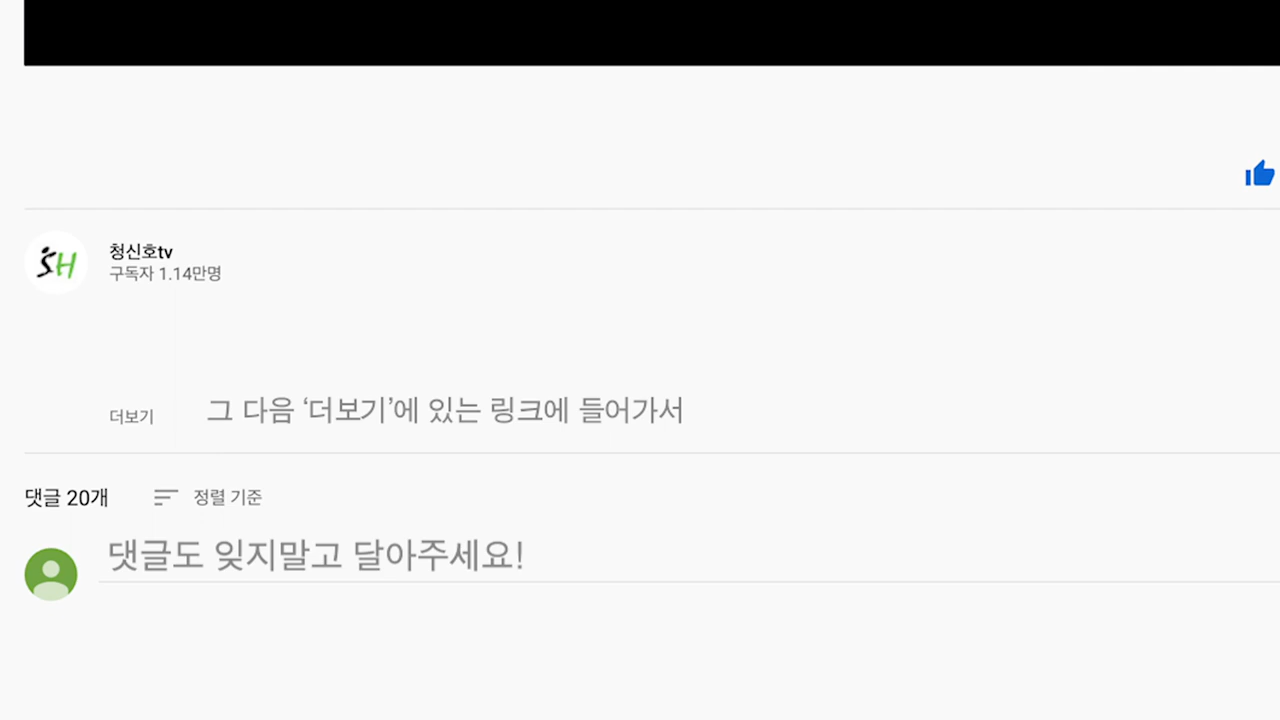 SH
청신호tv
구독자 1.14만명
더보기 그 다음 ‘더보기’에 있는 링크에 들어가서
댓글 20개 정렬 기준
댓글도 잊지말고 달아주세요!